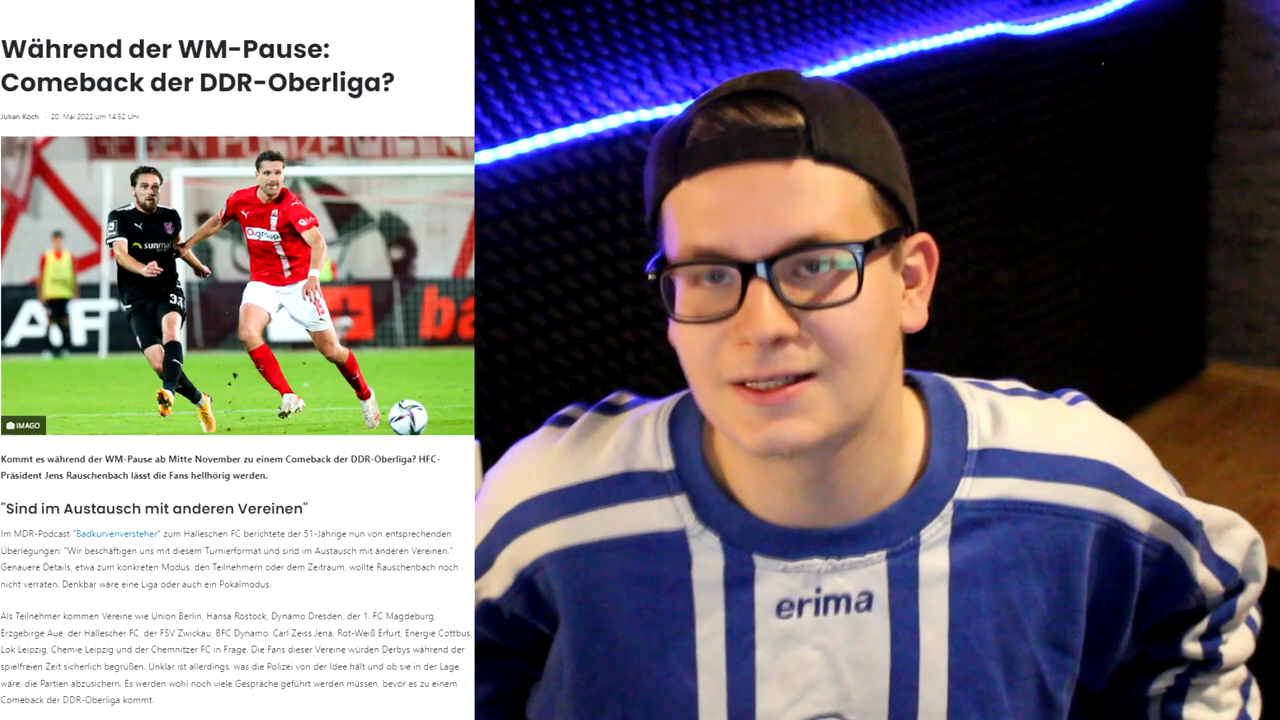 Während der WM-Pause:
Comeback der DDR-Oberliga?
Julian Koch · 20. Mai 2022 um 14:52 Uhr
GEGEN POLIZEIWILLKÜR
sunmaker
O.group
33
15
AF
ba
IMAGO
Kommt es während der WM-Pause ab Mitte November zu einem Comeback der DDR-Oberliga? HFC-
Präsident Jens Rauschenbach lässt die Fans hellhörig werden.
"Sind im Austausch mit anderen Vereinen"
Im MDR-Podcast "Badkurvenversteher" zum Halleschen FC berichtete der 51-Jährige nun von entsprechenden
Überlegungen: "Wir beschäftigen uns mit diesem Turnierformat und sind im Austausch mit anderen Vereinen."
Genauere Details, etwa zum konkreten Modus, den Teilnehmern oder dem Zeitraum, wollte Rauschenbach noch
nicht verraten. Denkbar wäre eine Liga oder auch ein Pokalmodus.
Als Teilnehmer kommen Vereine wie Union Berlin, Hansa Rostock, Dynamo Dresden, der 1. FC Magdeburg,
Erzgebirge Aue, der Hallescher FC, der FSV Zwickau, BFC Dynamo, Carl Zeiss Jena, Rot-Weiß Erfurt, Energie Cottbus,
Lok Leipzig, Chemie Leipzig und der Chemnitzer FC in Frage. Die Fans dieser Vereine würden Derbys während der
spielfreien Zeit sicherlich begrüßen. Unklar ist allerdings, was die Polizei von der Idee hält und ob sie in der Lage
wäre, die Partien abzusichern. Es werden wohl noch viele Gespräche geführt werden müssen, bevor es zu einem
Comeback der DDR-Oberliga kommt.
erima